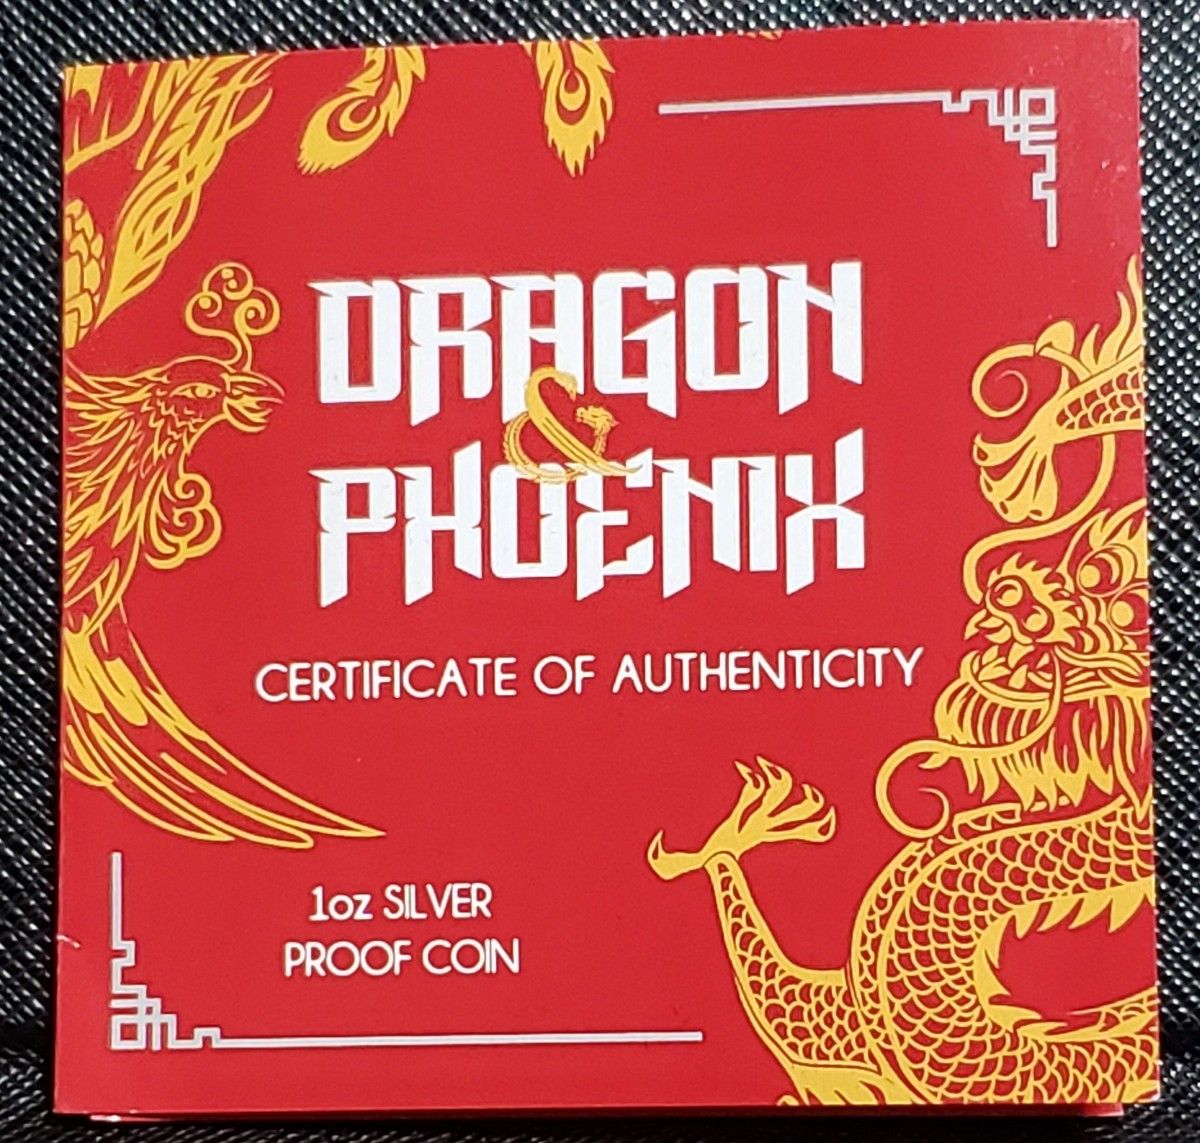 DRAGON
&
PHOENIX
CERTIFICATE OF AUTHENTICITY
1oz SILVER
PROOF COIN